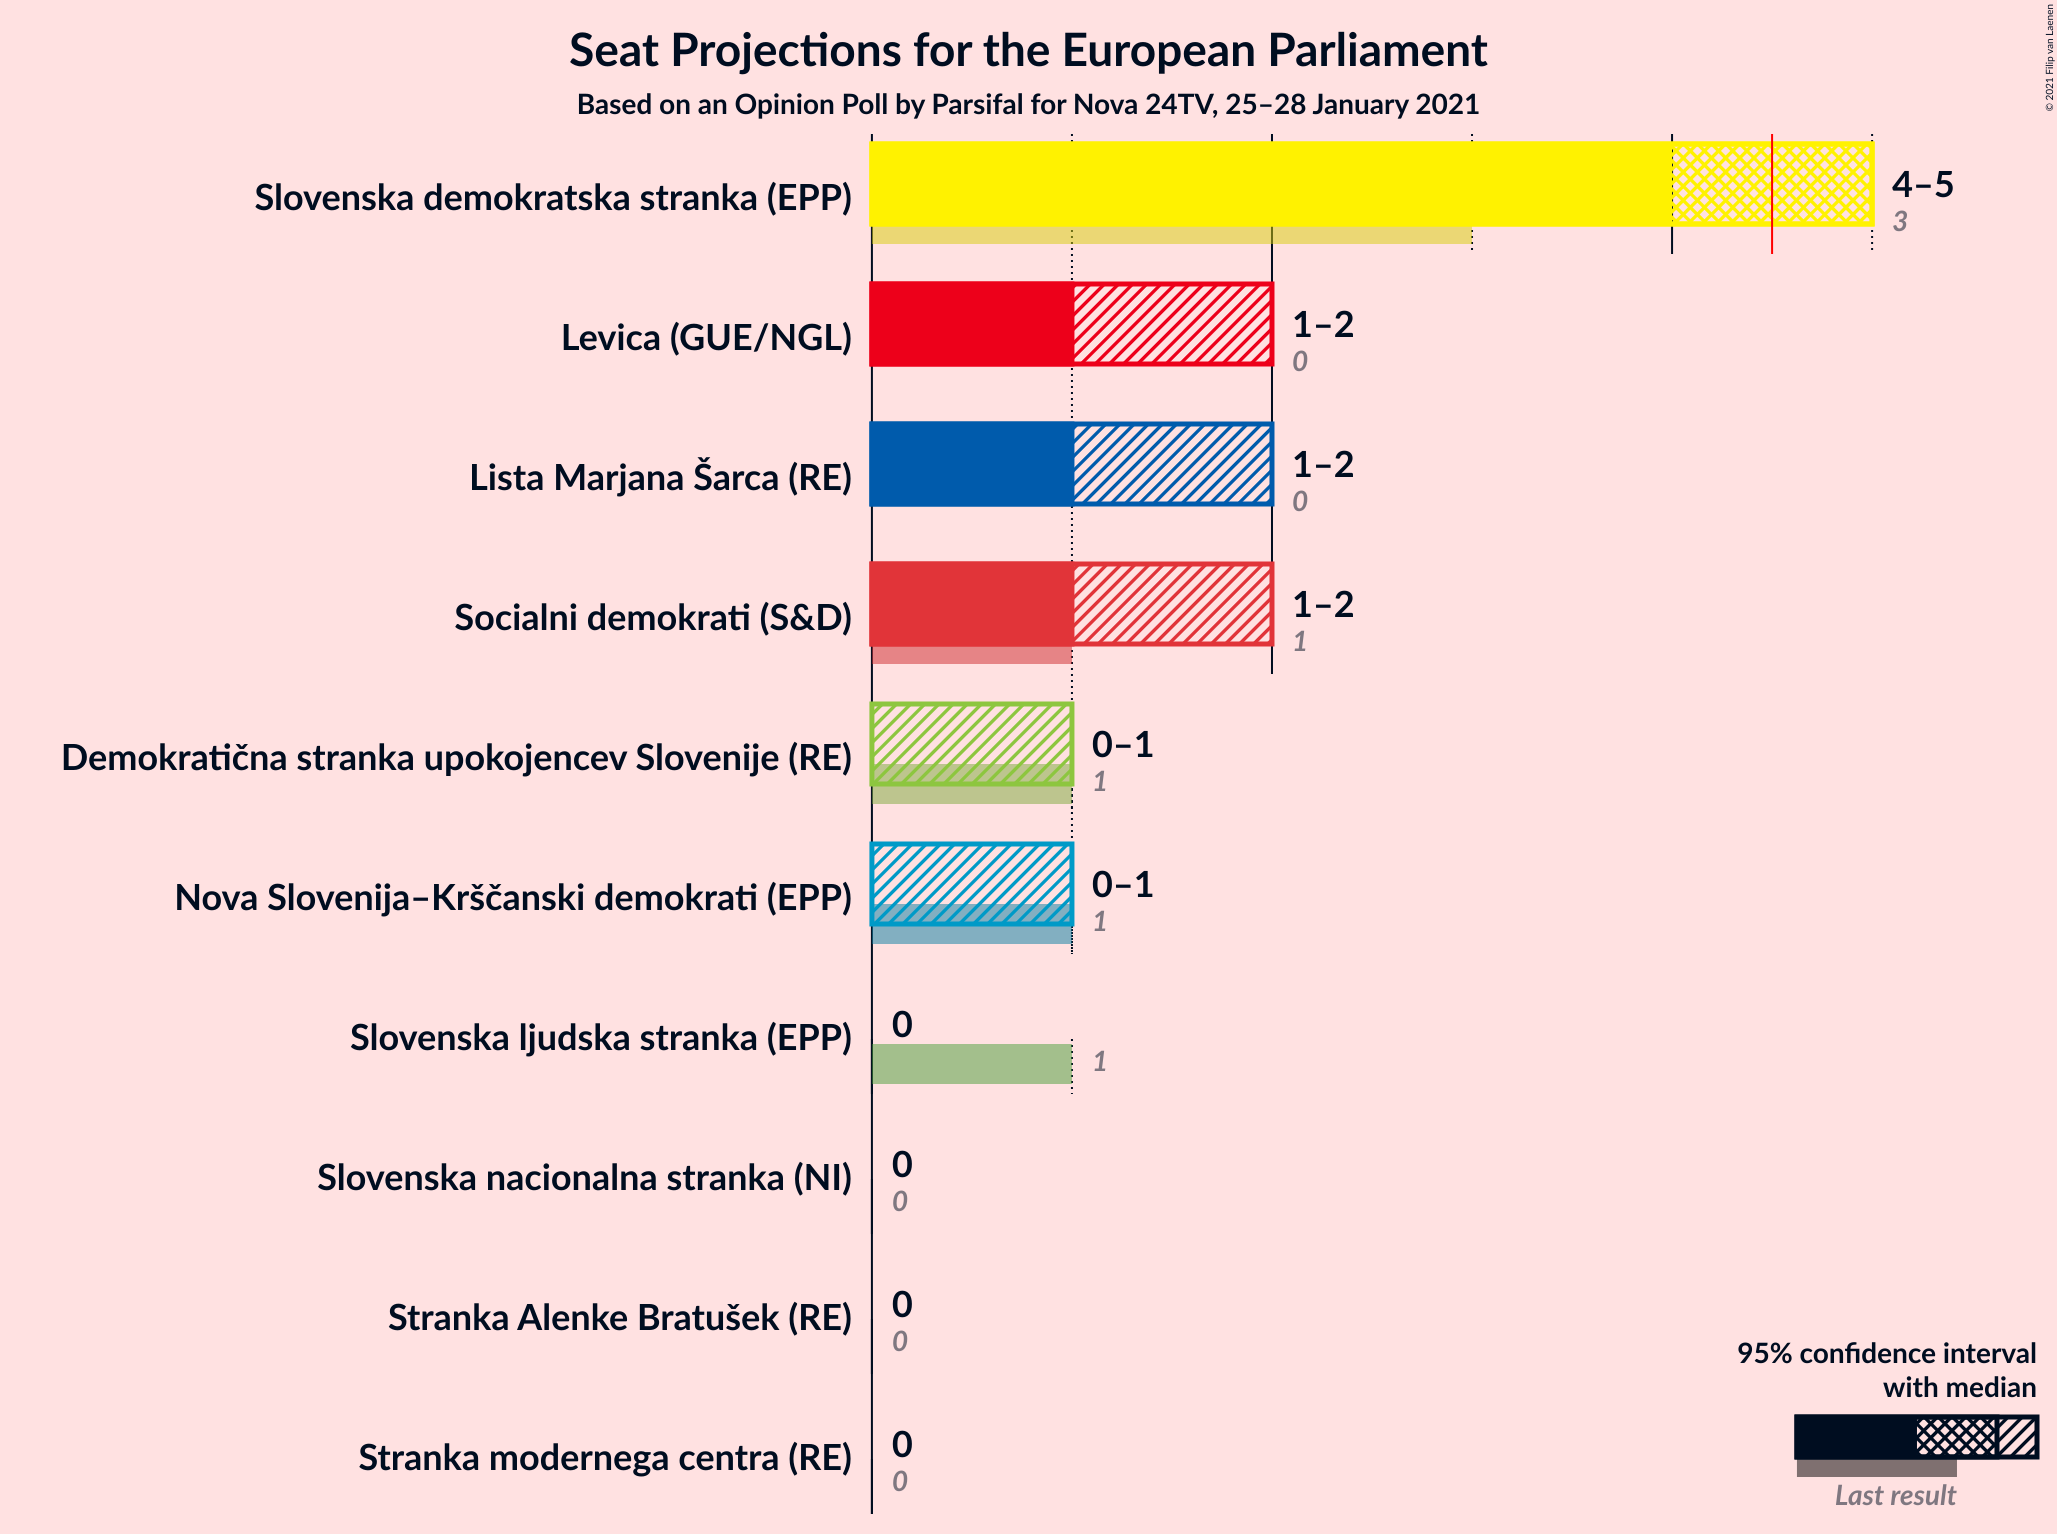 Seat Projections for the European Parliament
Based on an Opinion Poll by Parsifal for Nova 24TV, 25–28 January 2021
© 2021 Filip van Laenen
Slovenska demokratska stranka (EPP)
4–5
3
Levica (GUE/NGL)
1–2
0
Lista Marjana Šarca (RE)
1–2
0
Socialni demokrati (S&D)
1–2
1
Demokratična stranka upokojencev Slovenije (RE)
0–1
1
Nova Slovenija–Krščanski demokrati (EPP)
0–1
1
Slovenska ljudska stranka (EPP)
0
1
Slovenska nacionalna stranka (NI)
0
0
Stranka Alenke Bratušek (RE)
0
0
Stranka modernega centra (RE)
0
0
95% confidence interval
with median
Last result